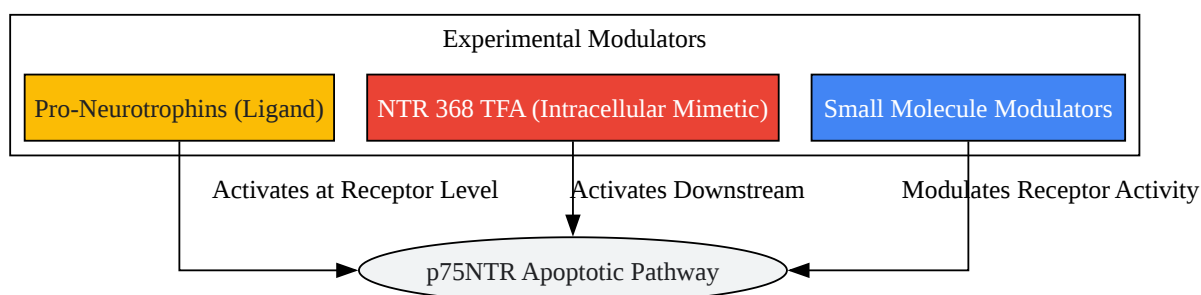 Experimental Modulators
Pro-Neurotrophins (Ligand)
NTR 368 TFA (Intracellular Mimetic)
Small Molecule Modulators
Activates at Receptor Level
Activates Downstream
Modulates Receptor Activity
p75NTR Apoptotic Pathway